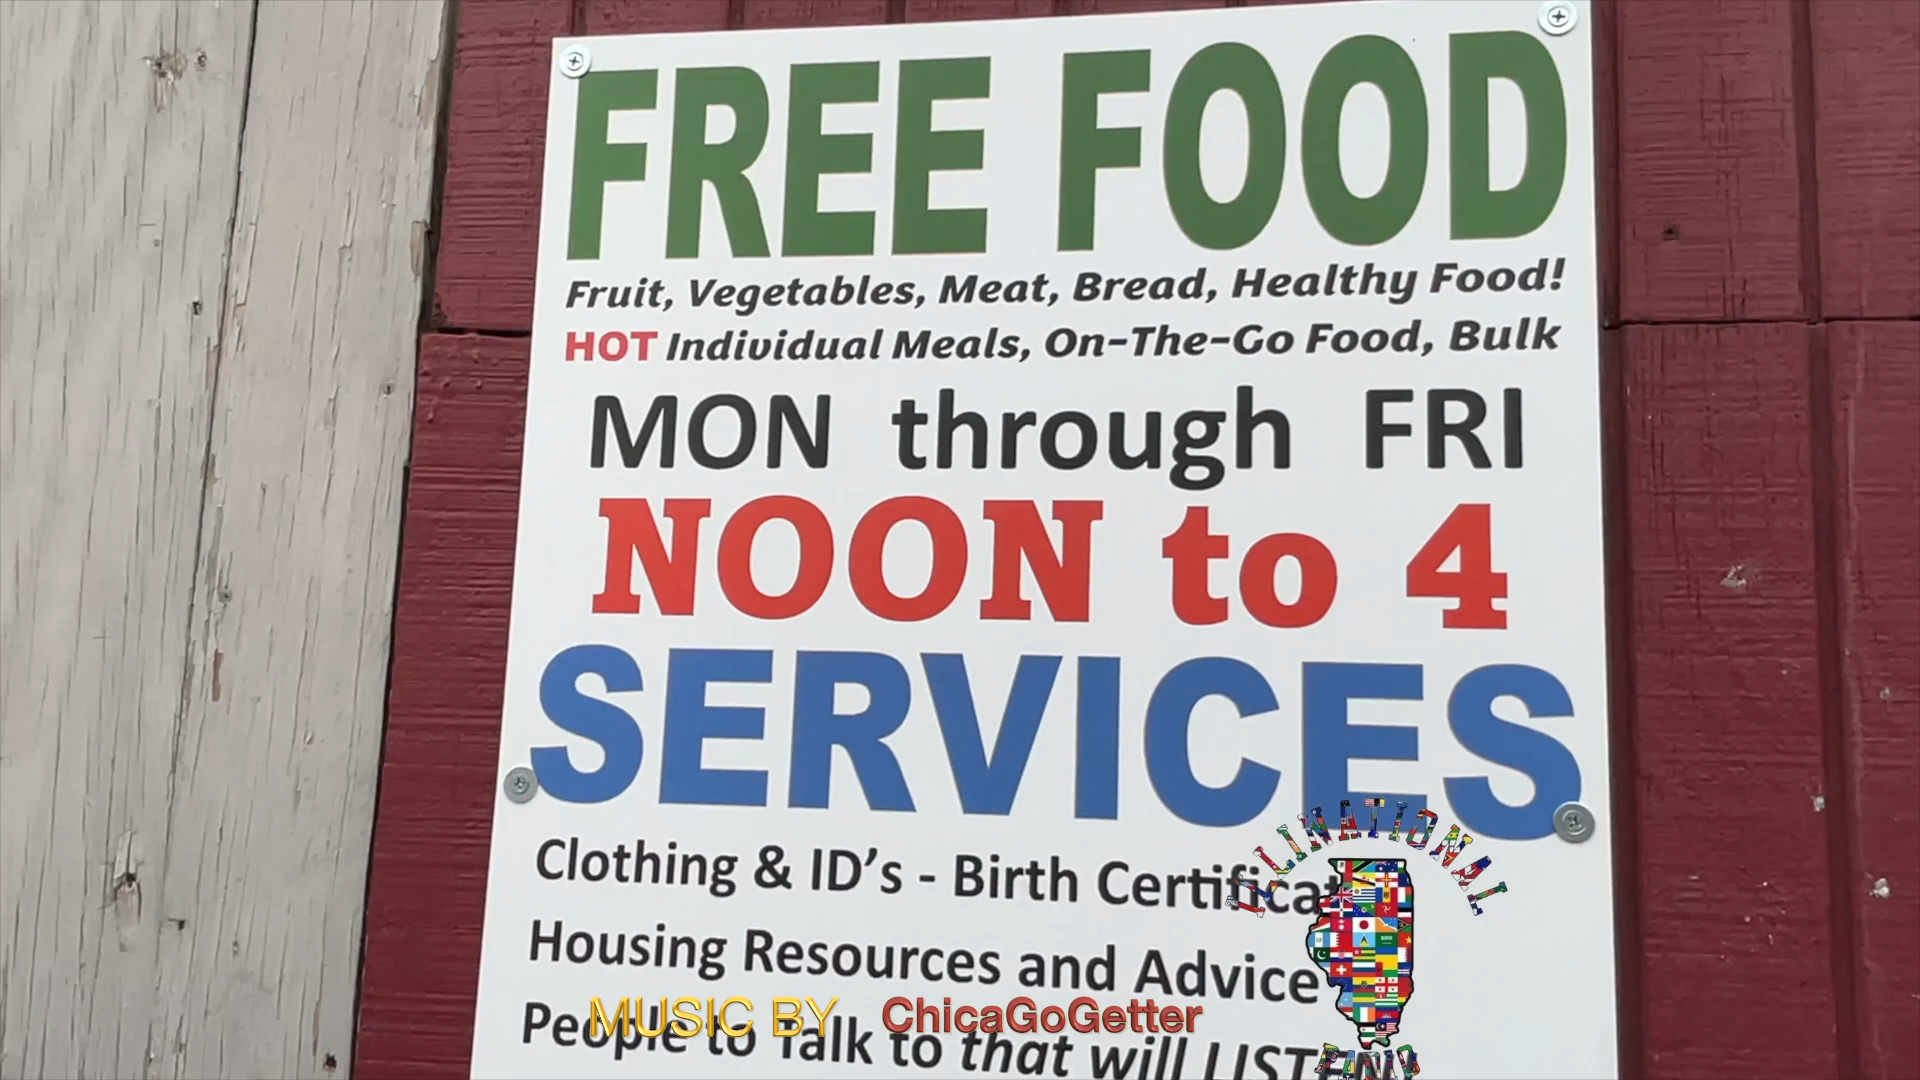 FREE FOOD
Fruit, Vegetables, Meat, Bread, Healthy Food!
HOT Individual Meals, On-The-Go Food, Bulk
MON through FRI
NOON to 4
SERVICES
Clothing & ID's - Birth
Housing Resources and Advice
People to Talk to that will
MUSIC BY ChicaGoGetter
ILLINATIONAL